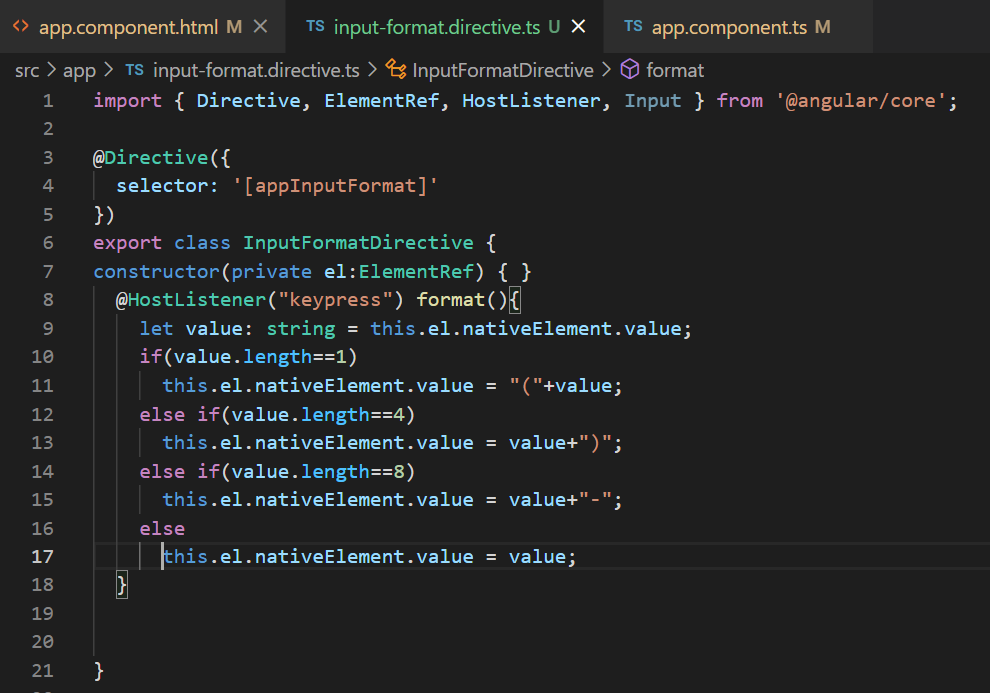 <> app.component.html M × TS input-format.directive.ts U × TS app.component.ts M
src > app > TS input-format.directive.ts > InputFormatDirective > format
1 import { Directive, ElementRef, HostListener, Input } from '@angular/core';
2
3 @Directive({
4 selector: '[appInputFormat]'
5 })
6 export class InputFormatDirective {
7 constructor(private el:ElementRef) { }
8 @HostListener("keypress") format(){
9 let value: string = this.el.nativeElement.value;
10 if(value.length==1)
11 this.el.nativeElement.value = "("+value;
12 else if(value.length==4)
13 this.el.nativeElement.value = value+")";
14 else if(value.length==8)
15 this.el.nativeElement.value = value+"-";
16 else
17 this.el.nativeElement.value = value;
18 }
19
20
21 }